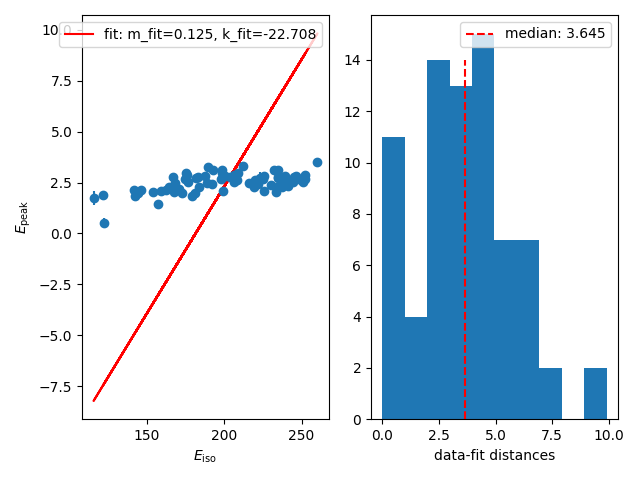 fit: m_fit=0.125, k_fit=-22.708
10.0
7.5
5.0
2.5
0.0
−2.5
−5.0
−7.5
150 200 250
E_iso
E_peak
median: 3.645
14
12
10
8
6
4
2
0
0.0 2.5 5.0 7.5 10.0
data-fit distances